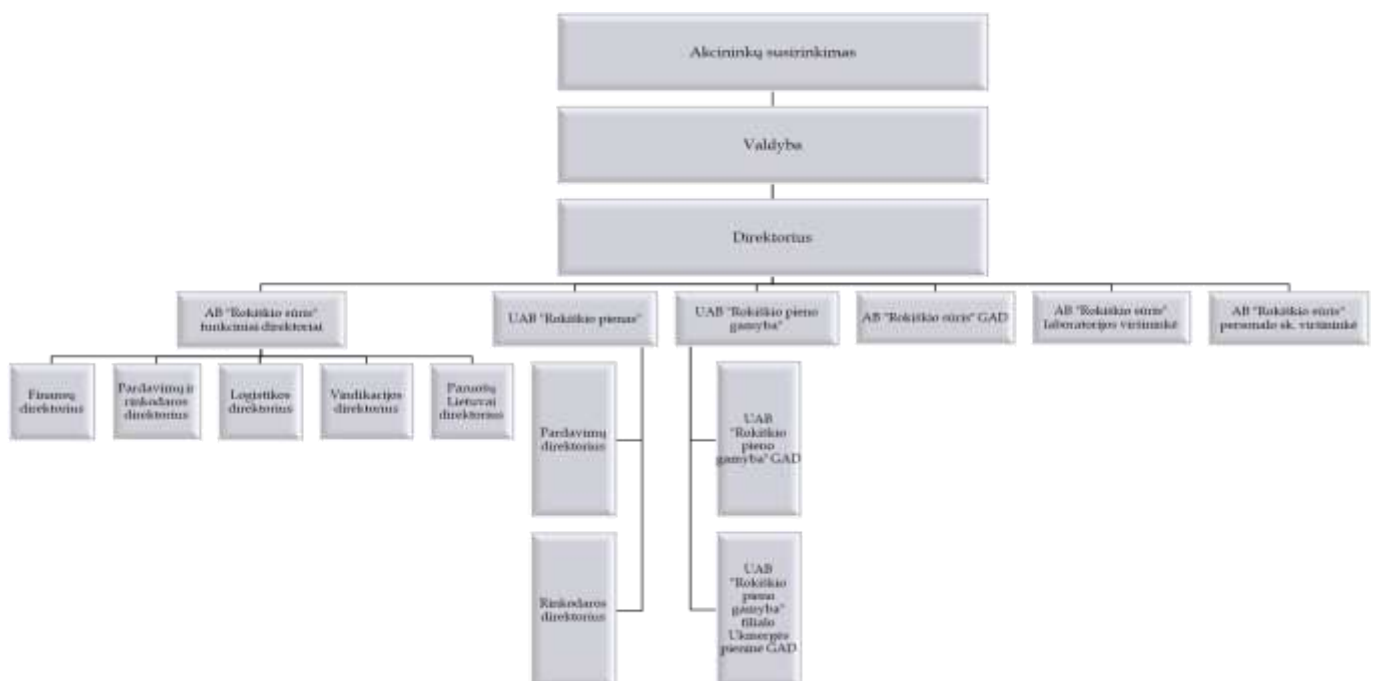 Akcininkų susirinkimas
Valdyba
Direktorius
AB "Rokiškio sūris"
funkciniai direktoriai
UAB "Rokiškio pienas"
UAB "Rokiškio pieno
gamyba"
AB "Rokiškio sūris" GAD
AB "Rokiškio sūris"
laboratorijos viršininkė
AB "Rokiškio sūris"
personalo sk. viršininkė
Finansų
direktorius
Pardavimų ir
rinkodaros
direktorius
Logistikos
direktorius
Vindikacijos
direktorius
Paruošų
Lietuvai
direktorius
Pardavimų
direktorius
UAB
"Rokiškio
pieno
gamyba" GAD
Rinkodaros
direktorius
UAB
"Rokiškio
pieno
gamyba"
filialo
Ukmergės
pieninė GAD